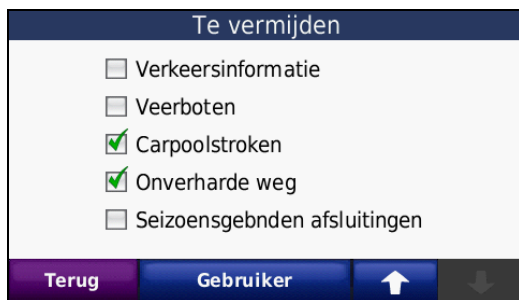 Te vermijden
Verkeersinformatie
Veerboten
Carpoolstroken
Onverharde weg
Seizoensgebnden afsluitingen
Terug Gebruiker